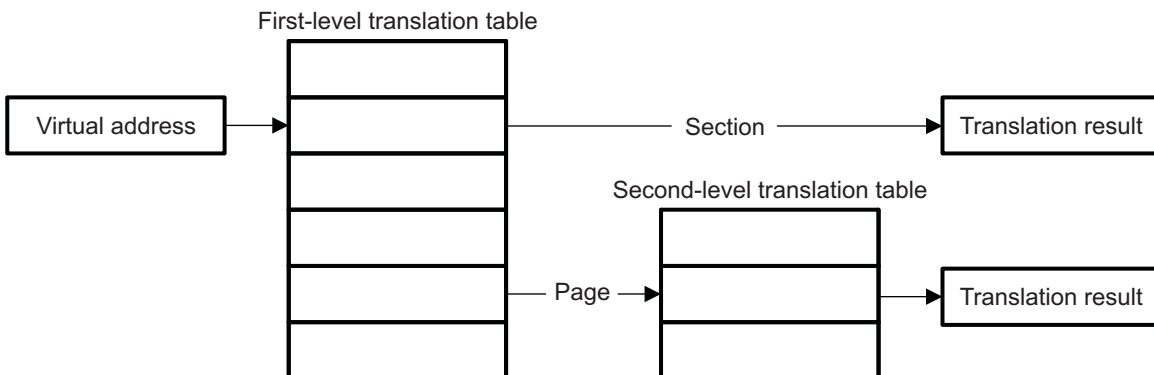 First-level translation table
Virtual address
Section
Translation result
Second-level translation table
Page
Translation result